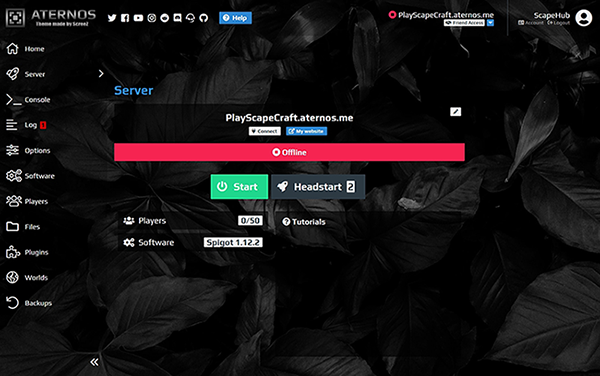 ATERNOS
Theme made by Screez
Help
PlayScapeCraft.aternos.me
Friend Access
ScapeHub
Account Logout
Home
Server
Console
Log 1
Options
Software
Players
Files
Plugins
Worlds
Backups
Server
PlayScapeCraft.aternos.me
Connect My website
Offline
Start Headstart 2
Players 0/50 Tutorials
Software Spigot 1.12.2